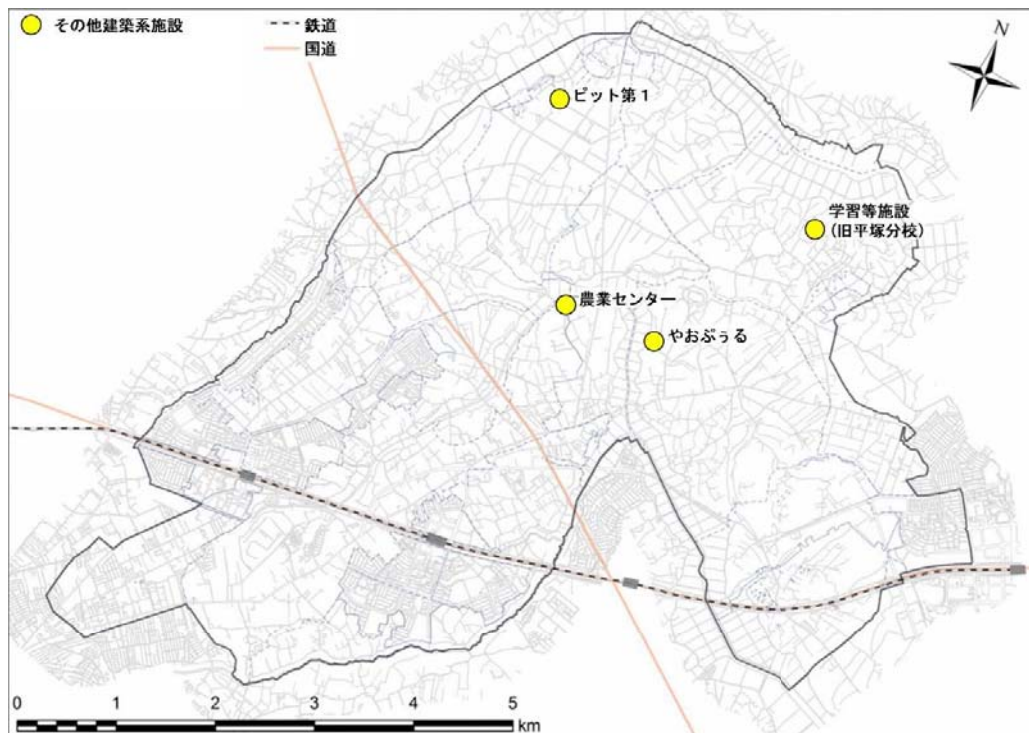 その他建築系施設
鉄道
国道
N
ピット第1
学習等施設
(旧平塚分校)
農業センター
やおぷぅる
0 1 2 3 4 5
km